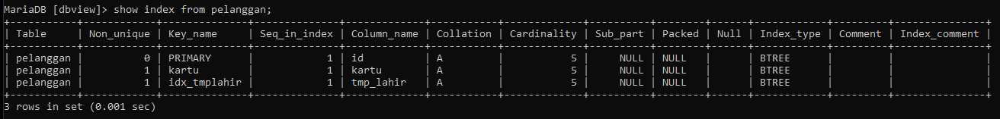 MariaDB [dbview]> show index from pelanggan;
+-----------+------------+--------------+--------------+-------------+-----------+-------------+----------+--------+------+------------+---------+---------------+
| Table     | Non_unique | Key_name     | Seq_in_index | Column_name | Collation | Cardinality | Sub_part | Packed | Null | Index_type | Comment | Index_comment |
+-----------+------------+--------------+--------------+-------------+-----------+-------------+----------+--------+------+------------+---------+---------------+
| pelanggan |          0 | PRIMARY      |            1 | id          | A         |           5 |     NULL | NULL   |      | BTREE      |         |               |
| pelanggan |          1 | kartu        |            1 | kartu       | A         |           5 |     NULL | NULL   |      | BTREE      |         |               |
| pelanggan |          1 | idx_tmplahir |            1 | tmp_lahir   | A         |           5 |     NULL | NULL   |      | BTREE      |         |               |
+-----------+------------+--------------+--------------+-------------+-----------+-------------+----------+--------+------+------------+---------+---------------+
3 rows in set (0.001 sec)